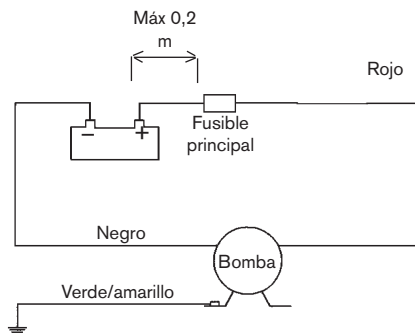 Máx 0,2
m
Rojo
− +
Fusible
principal
Negro
Bomba
Verde/amarillo